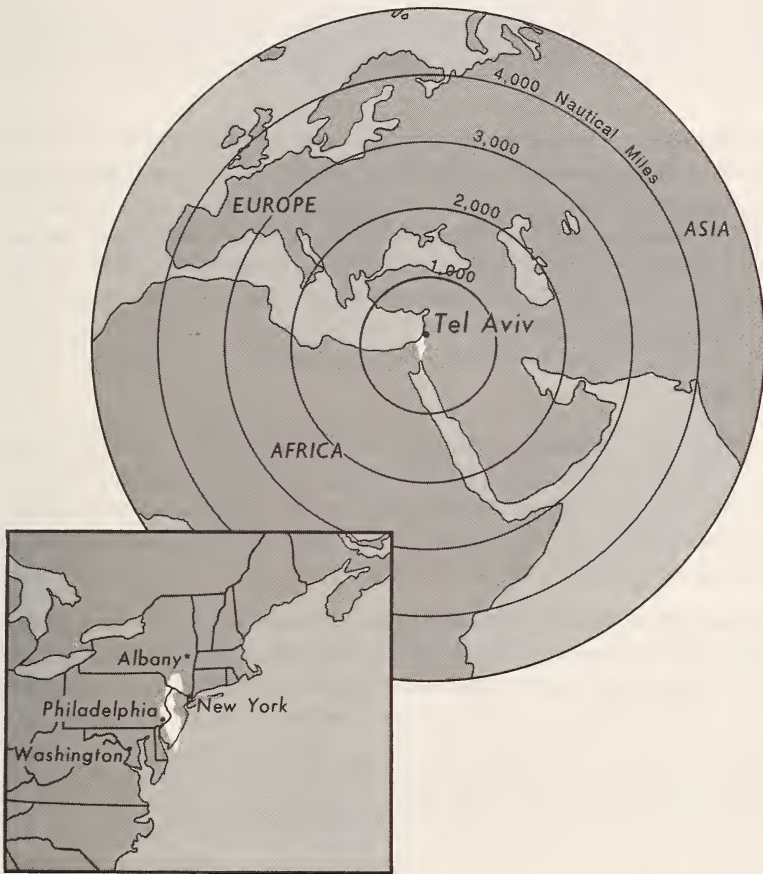 4,000 Nautical Miles
3,000
EUROPE
2,000
ASIA
1,000
Tel Aviv
AFRICA
Albany
New York
Philadelphia
Washington